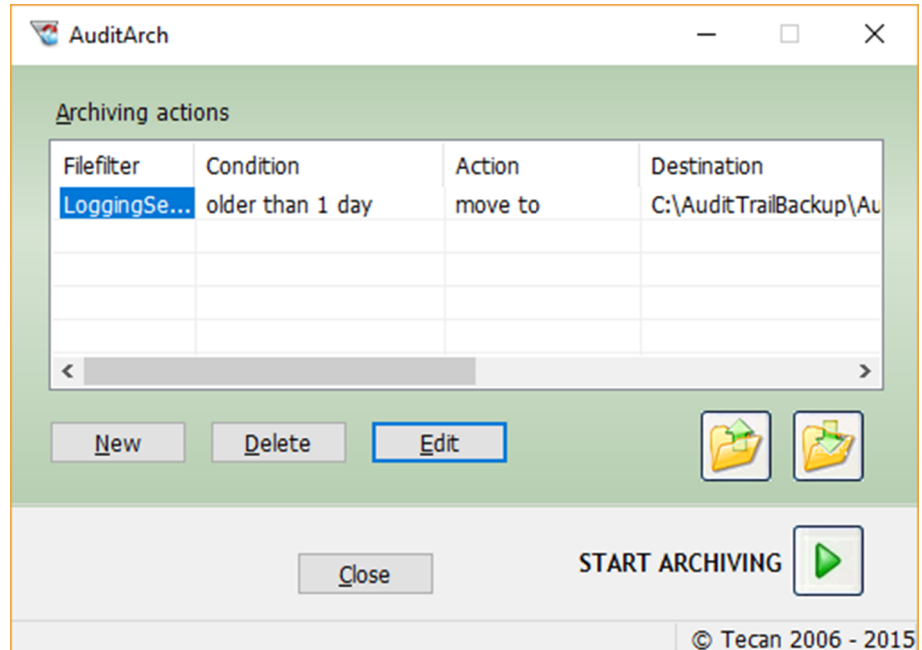 AuditArch
Archiving actions
Filefilter Condition Action Destination
LoggingSe... older than 1 day move to C:\AuditTrailBackup\Au
New Delete Edit
START ARCHIVING
Close
© Tecan 2006 - 2015